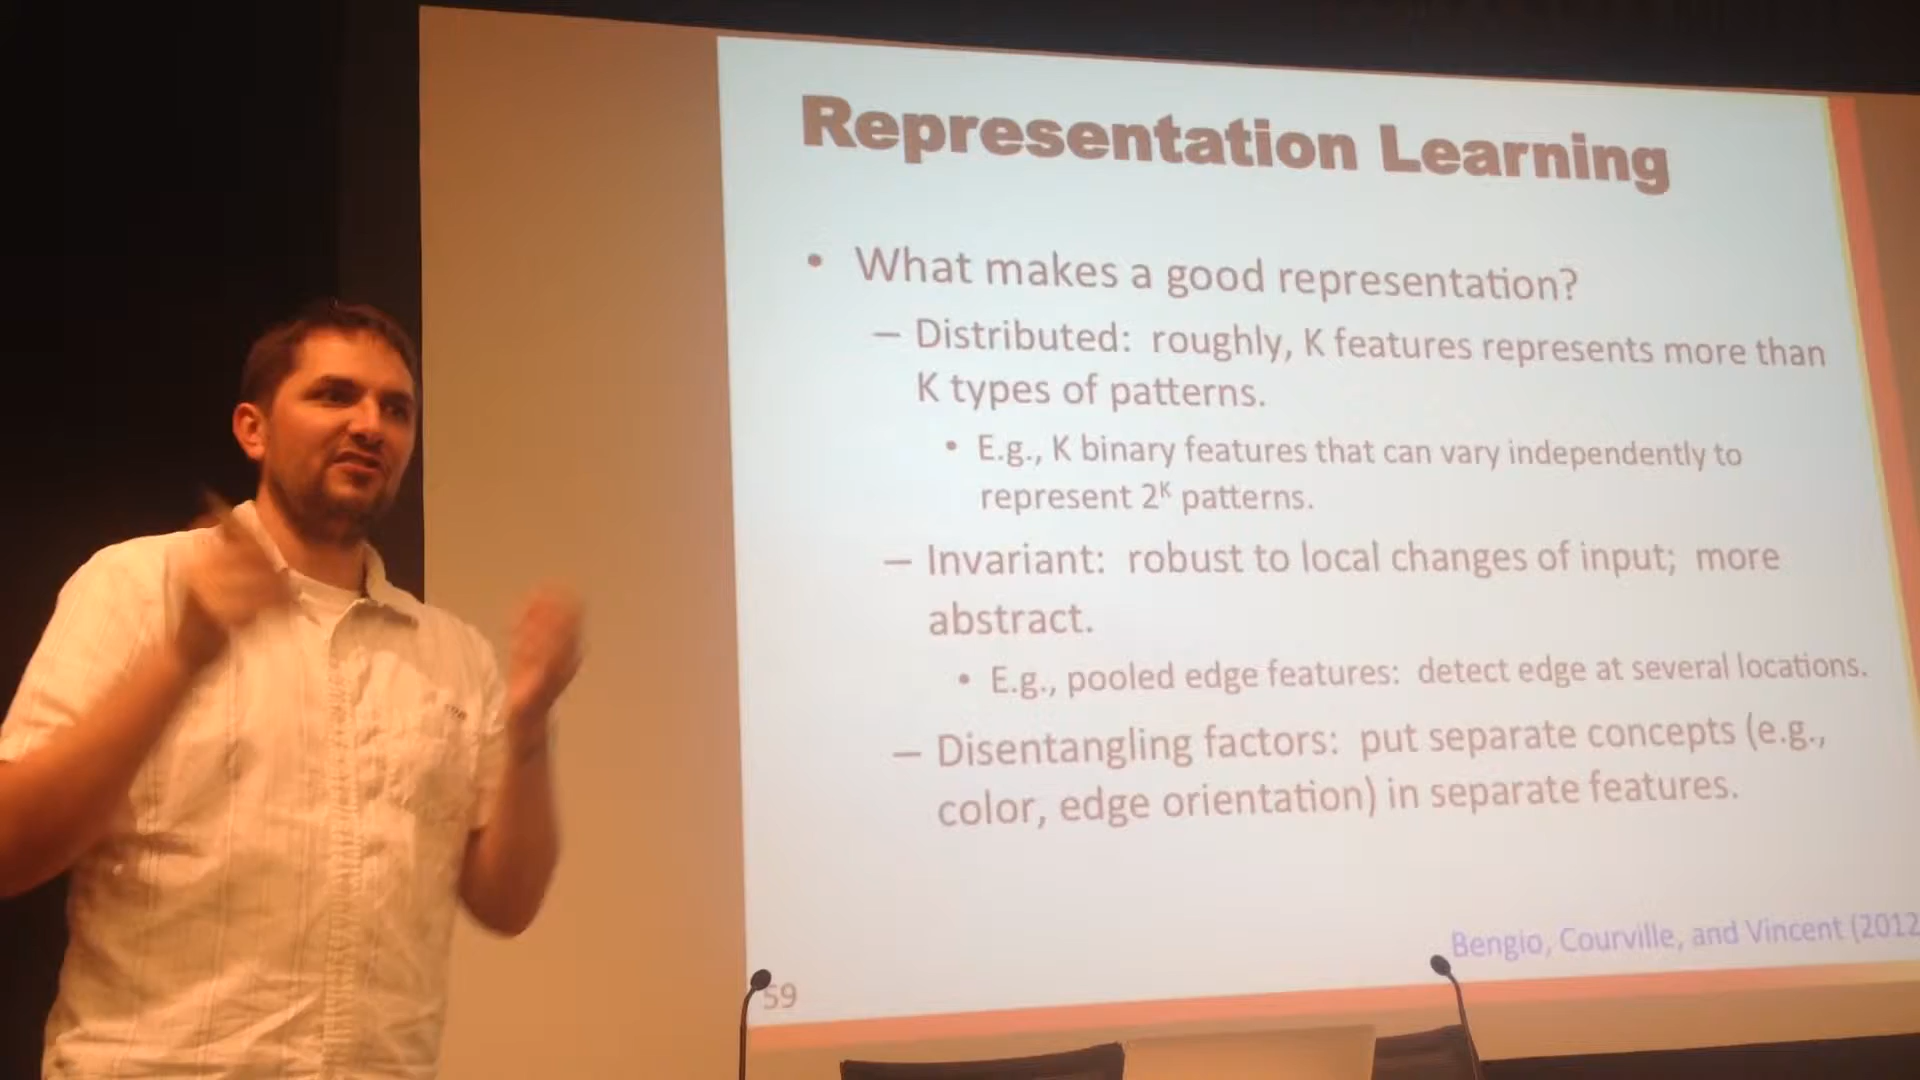 Representation Learning
• What makes a good representation?
– Distributed: roughly, K features represents more than
K types of patterns.
• E.g., K binary features that can vary independently to
represent 2ᴷ patterns.
– Invariant: robust to local changes of input; more
abstract.
• E.g., pooled edge features: detect edge at several locations.
– Disentangling factors: put separate concepts (e.g.,
color, edge orientation) in separate features.
Bengio, Courville, and Vincent (2012
59